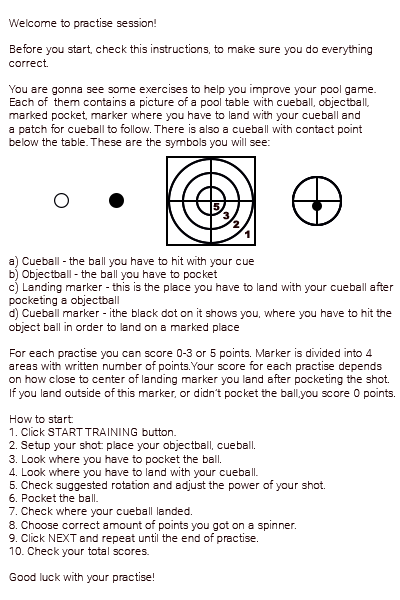 Welcome to practise session!
Before you start, check this instructions, to make sure you do everything
correct.
You are gonna see some exercises to help you improve your pool game.
Each of them contains a picture of a pool table with cueball, objectball,
marked pocket, marker where you have to land with your cueball and
a patch for cueball to follow. There is also a cueball with contact point
below the table. These are the symbols you will see:
5
3
2
1
a) Cueball - the ball you have to hit with your cue
b) Objectball - the ball you have to pocket
c) Landing marker - this is the place you have to land with your cueball after
pocketing a objectball
d) Cueball marker - ithe black dot on it shows you, where you have to hit the
object ball in order to land on a marked place
For each practise you can score 0-3 or 5 points. Marker is divided into 4
areas with written number of points.Your score for each practise depends
on how close to center of landing marker you land after pocketing the shot.
If you land outside of this marker, or didn't pocket the ball,you score 0 points.
How to start:
1. Click START TRAINING button.
2. Setup your shot: place your objectball, cueball.
3. Look where you have to pocket the ball.
4. Look where you have to land with your cueball.
5. Check suggested rotation and adjust the power of your shot.
6. Pocket the ball.
7. Check where your cueball landed.
8. Choose correct amount of points you got on a spinner.
9. Click NEXT and repeat until the end of practise.
10. Check your total scores.
Good luck with your practise!